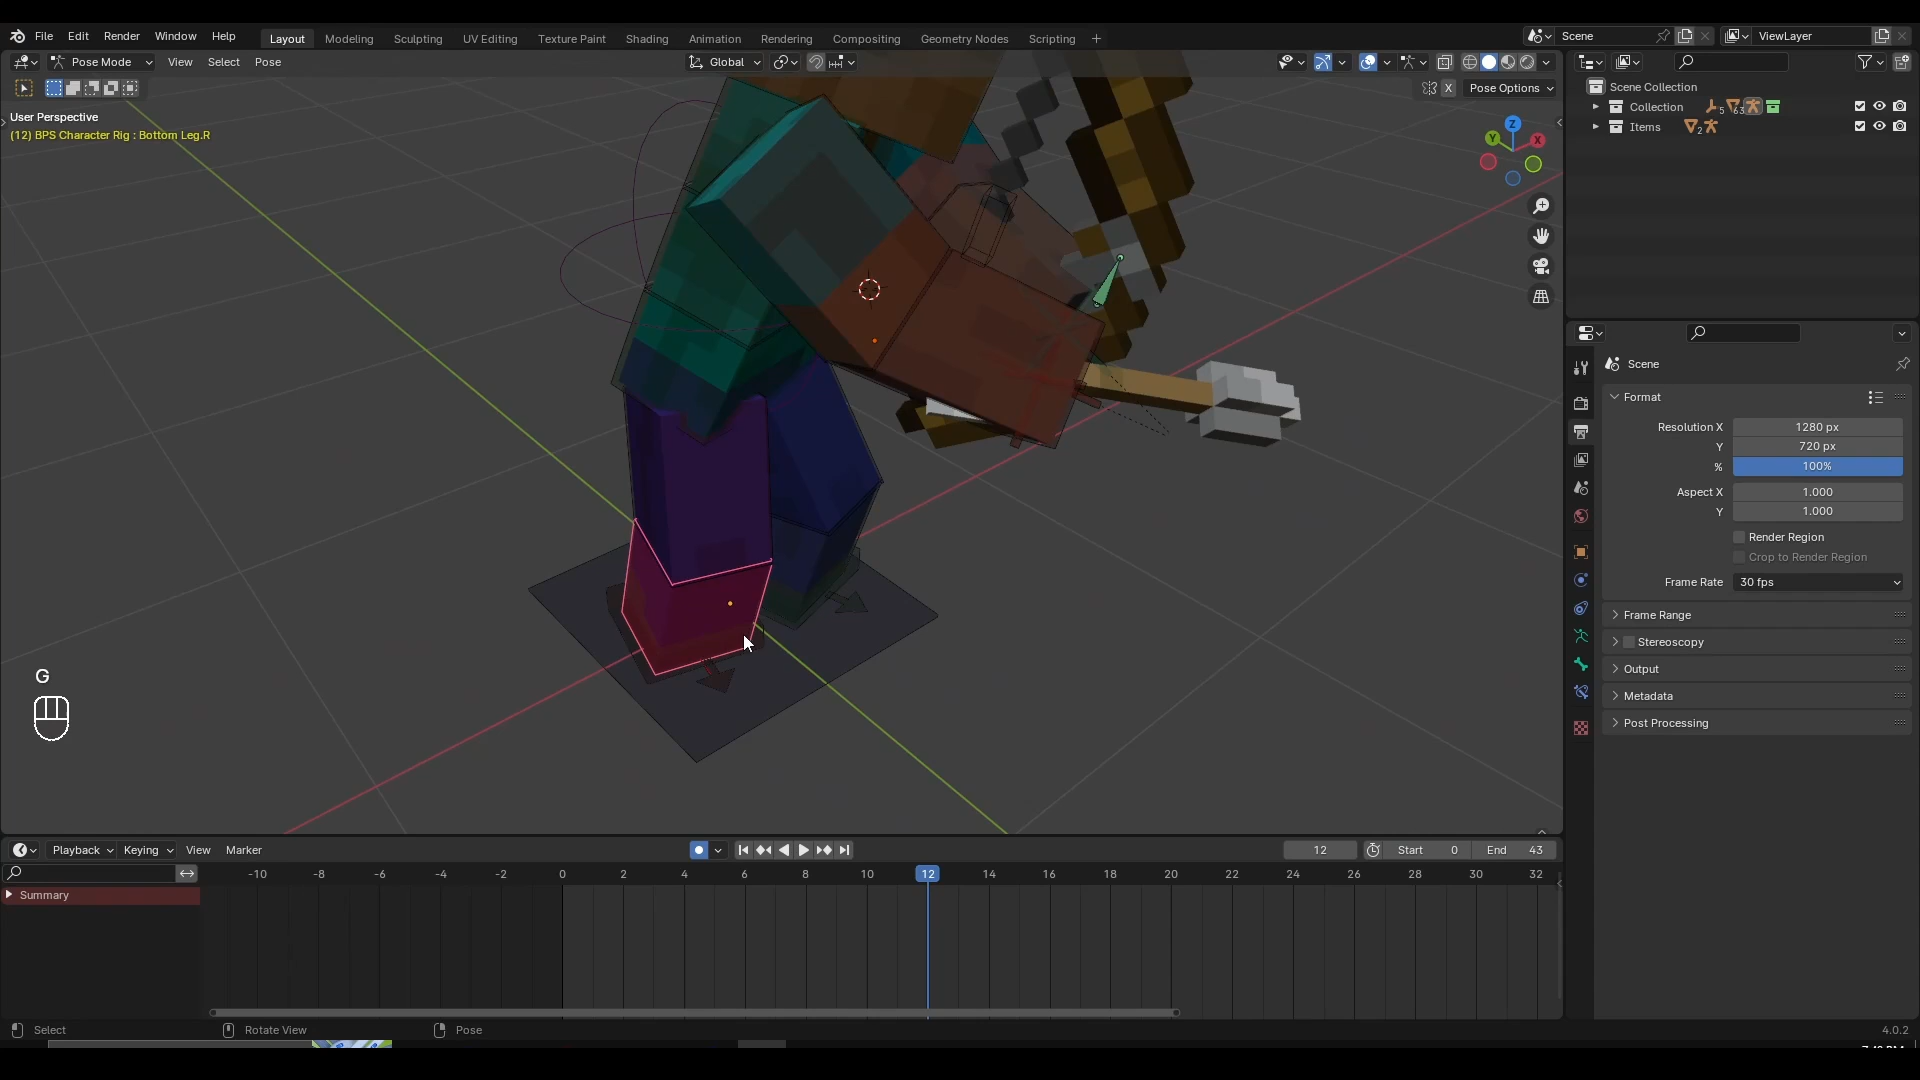 File Edit Render Window Help Layout Modeling Sculpting UV Editing Texture Paint Shading Animation Rendering Compositing Geometry Nodes Scripting + Scene ViewLayer
Pose Mode View Select Pose Global
X Pose Options
Scene Collection
Collection 5 63
Items 2
User Perspective
(12) BPS Character Rig : Bottom Leg.R
Z
Y
X
Scene
Format
Resolution X 1280 px
Y 720 px
% 100%
Aspect X 1.000
Y 1.000
Render Region
Crop to Render Region
Frame Rate 30 fps
Frame Range
Stereoscopy
Output
Metadata
Post Processing
G
Playback Keying View Marker 12 Start 0 End 43
-10 -8 -6 -4 -2 0 2 4 6 8 10 12 14 16 18 20 22 24 26 28 30 32
Summary
Select Rotate View Pose 4.0.2